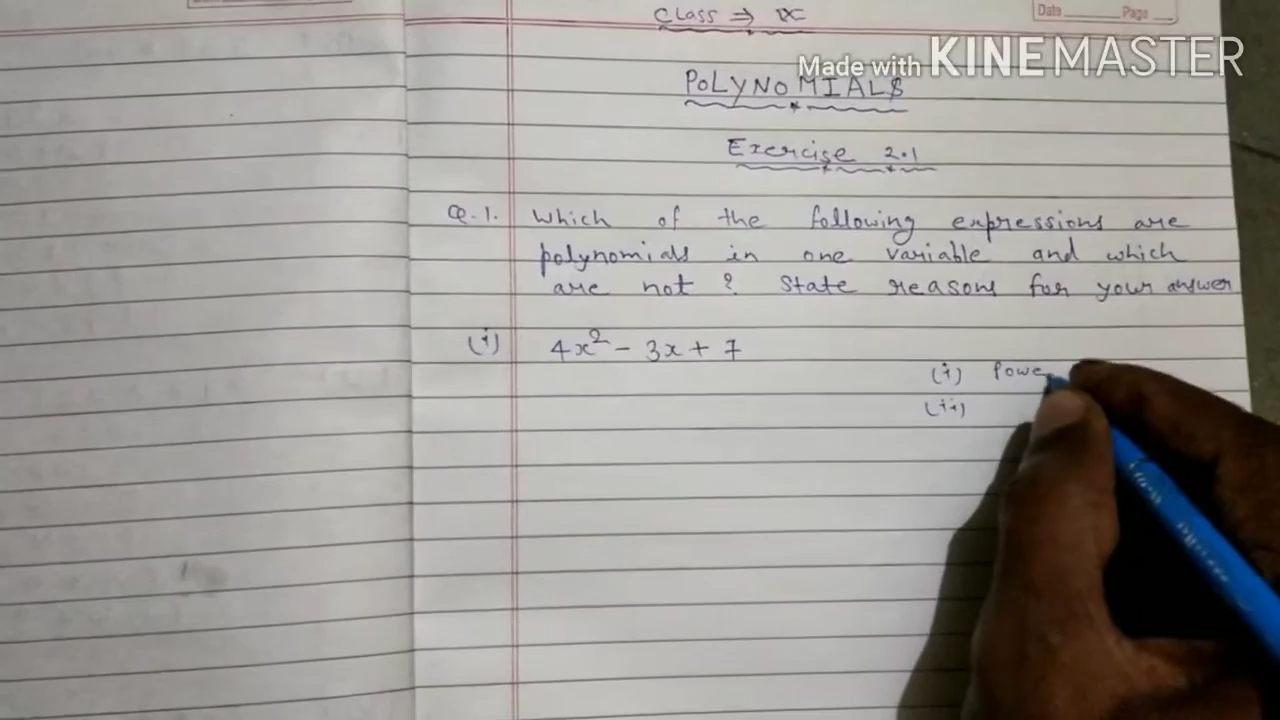 Class ⇒ IX
Date Page
Made with KINEMASTER
POLYNOMIALS
Exercise 2.1
Q.1. Which of the following expressions are
polynomials in one variable and which
are not ? State reasons for your answer
(i) 4x² - 3x + 7
(i) Powe
(ii)